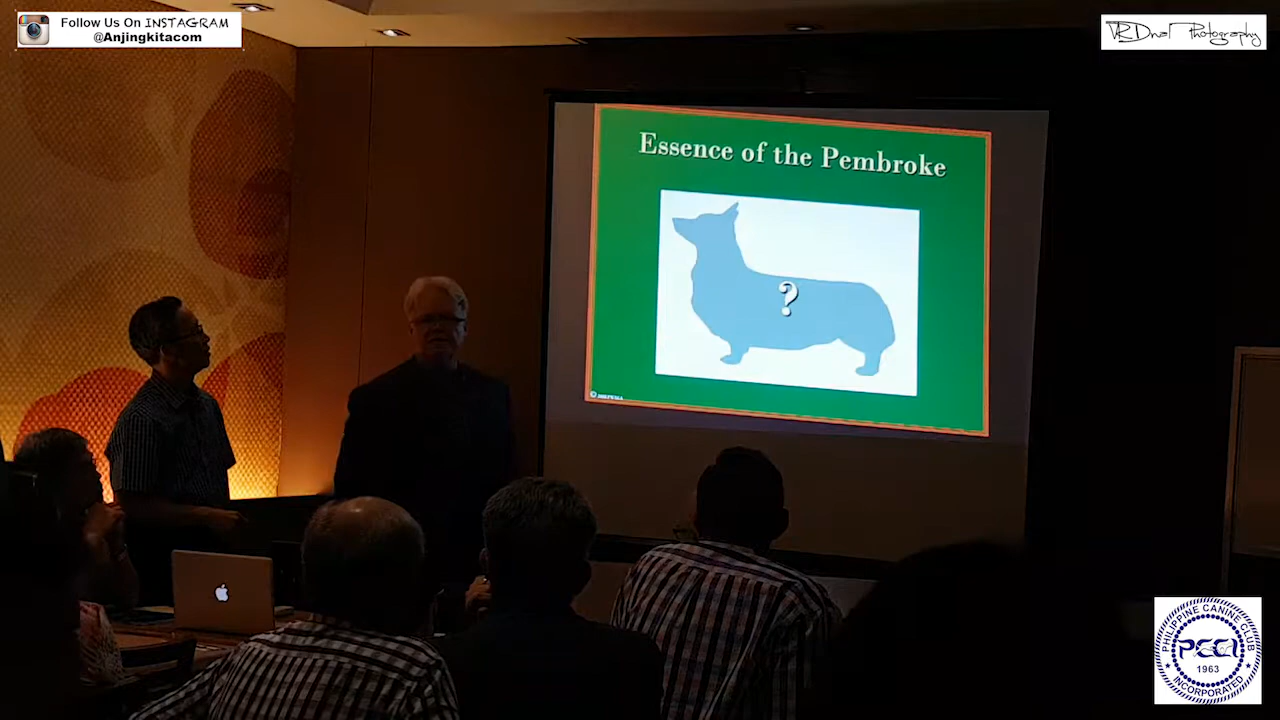 Follow Us On INSTAGRAM
@Anjingkitacom
VRDnal Photography
Essence of the Pembroke
?
PHILIPPINE CANINE CLUB
PCCI
1963
INCORPORATED